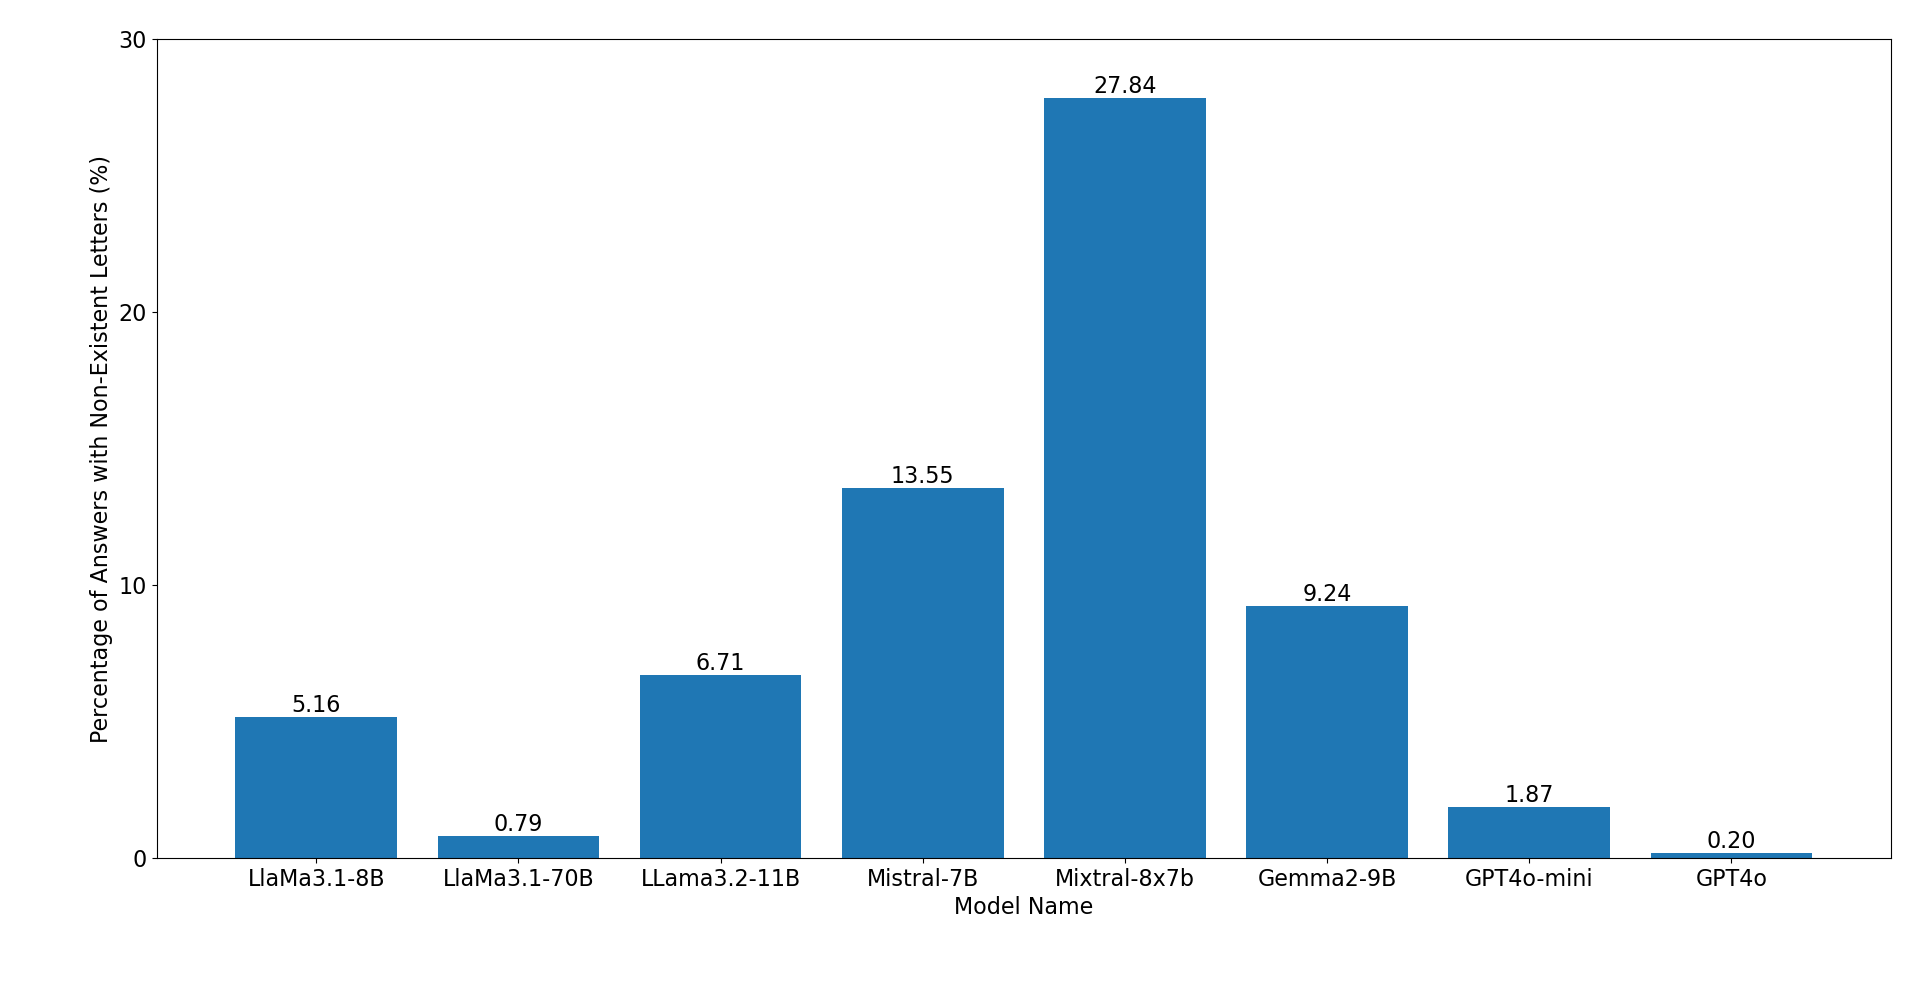 Percentage of Answers with Non-Existent Letters (%)
30
20
10
0
5.16
0.79
6.71
13.55
27.84
9.24
1.87
0.20
LlaMa3.1-8B
LlaMa3.1-70B
LLama3.2-11B
Mistral-7B
Mixtral-8x7b
Gemma2-9B
GPT4o-mini
GPT4o
Model Name